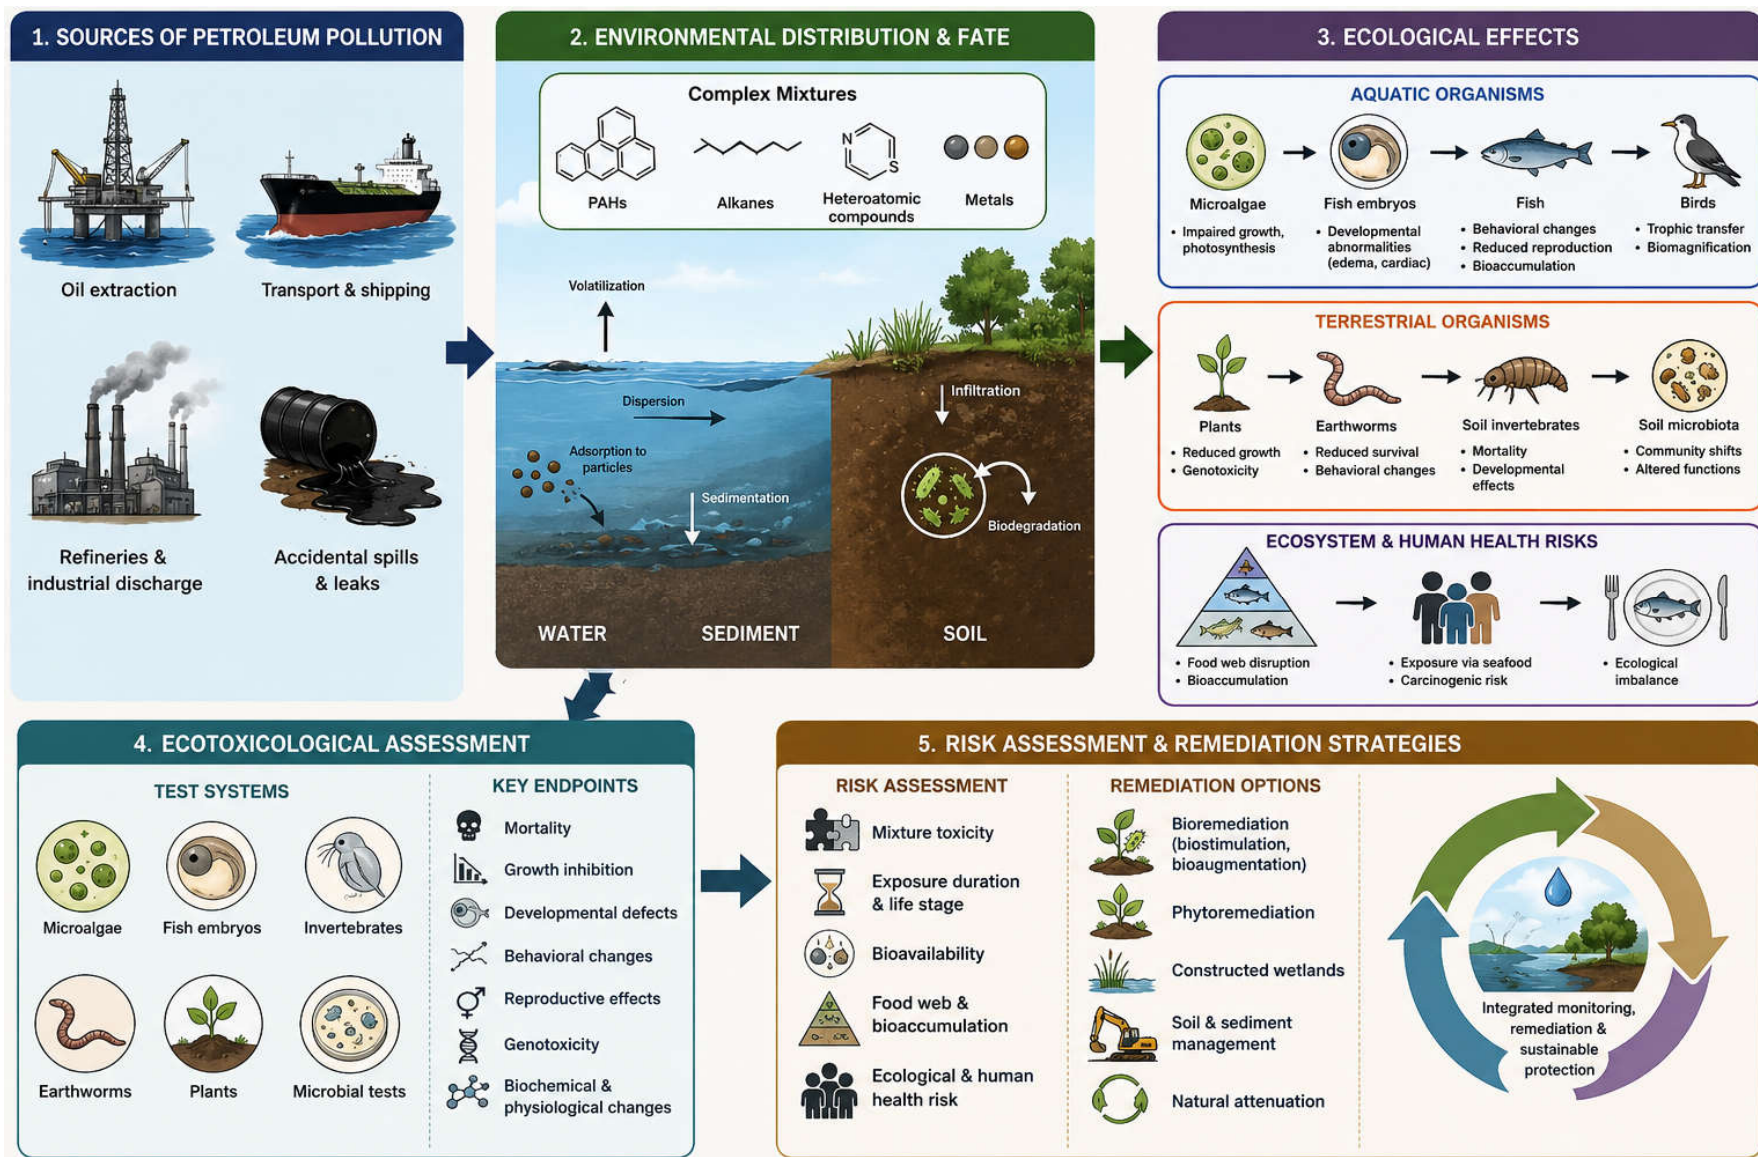 1. SOURCES OF PETROLEUM POLLUTION
Oil extraction
Transport & shipping
Refineries &
industrial discharge
Accidental spills
& leaks
2. ENVIRONMENTAL DISTRIBUTION & FATE
Complex Mixtures
PAHs
Alkanes
N
S
Heteroatomic
compounds
Metals
Volatilization
Dispersion
Adsorption to
particles
Sedimentation
Infiltration
Biodegradation
WATER
SEDIMENT
SOIL
3. ECOLOGICAL EFFECTS
AQUATIC ORGANISMS
Microalgae
• Impaired growth,
photosynthesis
Fish embryos
• Developmental
abnormalities
(edema, cardiac)
Fish
• Behavioral changes
• Reduced reproduction
• Bioaccumulation
Birds
• Trophic transfer
• Biomagnification
TERRESTRIAL ORGANISMS
Plants
• Reduced growth
• Genotoxicity
Earthworms
• Reduced survival
• Behavioral changes
Soil invertebrates
• Mortality
• Developmental
effects
Soil microbiota
• Community shifts
• Altered functions
ECOSYSTEM & HUMAN HEALTH RISKS
• Food web disruption
• Bioaccumulation
• Exposure via seafood
• Carcinogenic risk
• Ecological
imbalance
4. ECOTOXICOLOGICAL ASSESSMENT
TEST SYSTEMS
Microalgae
Fish embryos
Invertebrates
Earthworms
Plants
Microbial tests
KEY ENDPOINTS
Mortality
Growth inhibition
Developmental defects
Behavioral changes
Reproductive effects
Genotoxicity
Biochemical &
physiological changes
5. RISK ASSESSMENT & REMEDIATION STRATEGIES
RISK ASSESSMENT
Mixture toxicity
Exposure duration
& life stage
Bioavailability
Food web &
bioaccumulation
Ecological & human
health risk
REMEDIATION OPTIONS
Bioremediation
(biostimulation,
bioaugmentation)
Phytoremediation
Constructed wetlands
Soil & sediment
management
Natural attenuation
Integrated monitoring,
remediation &
sustainable
protection